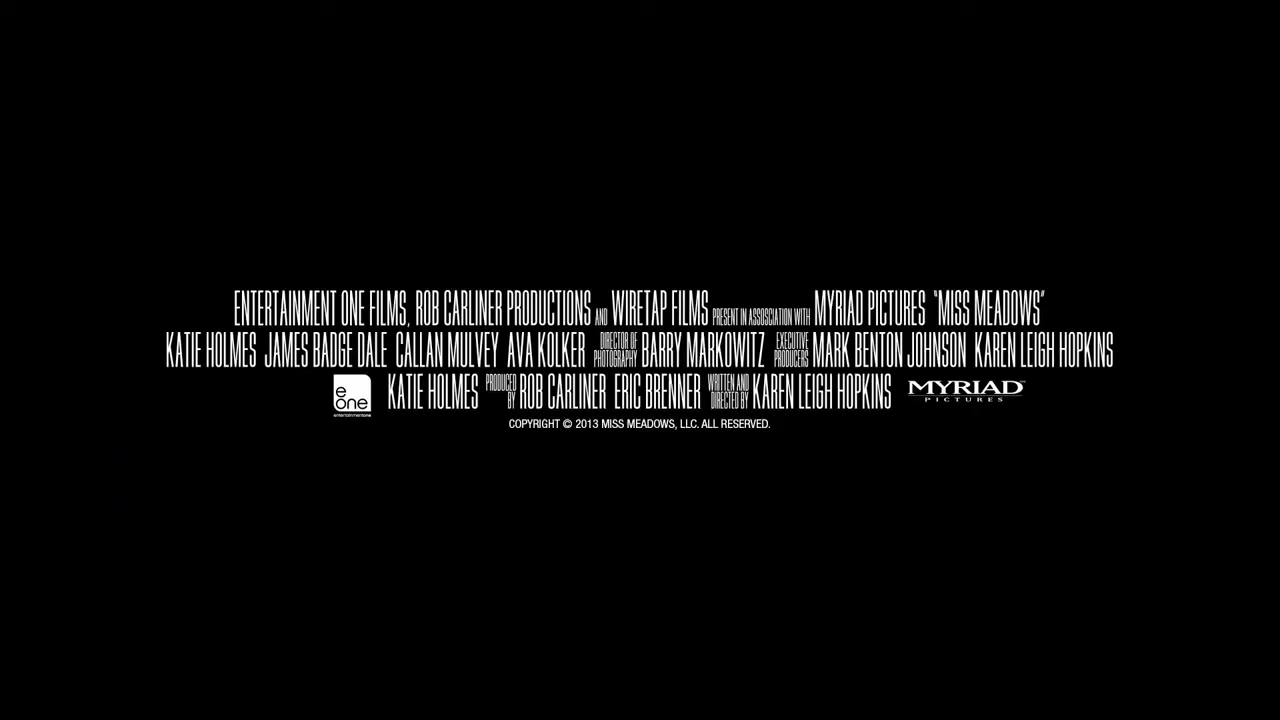 ENTERTAINMENT ONE FILMS, ROB CARLINER PRODUCTIONS AND WIRETAP FILMS PRESENT IN ASSOSCIATION WITH MYRIAD PICTURES "MISS MEADOWS"
KATIE HOLMES JAMES BADGE DALE CALLAN MULVEY AVA KOLKER DIRECTOR OF PHOTOGRAPHY BARRY MARKOWITZ EXECUTIVE PRODUCERS MARK BENTON JOHNSON KAREN LEIGH HOPKINS
e one entertainmentone KATIE HOLMES PRODUCED BY ROB CARLINER ERIC BRENNER WRITTEN AND DIRECTED BY KAREN LEIGH HOPKINS MYRIAD PICTURES
COPYRIGHT © 2013 MISS MEADOWS, LLC. ALL RESERVED.